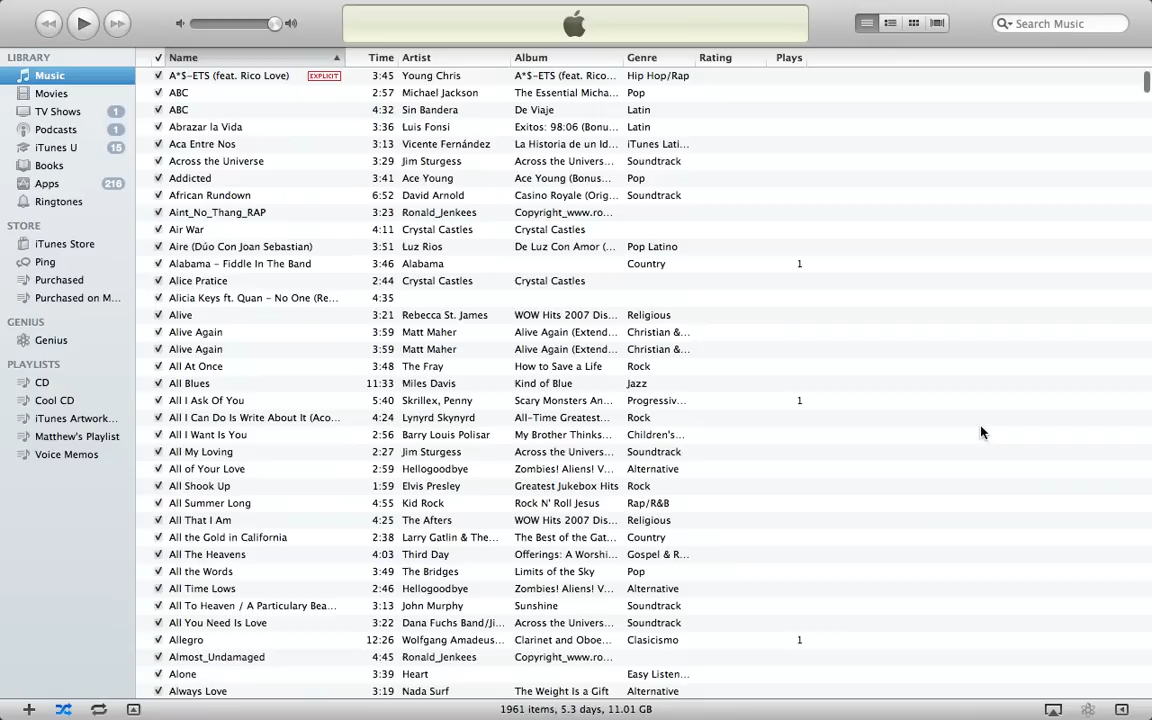 Search Music
LIBRARY
Music
Movies
TV Shows 1
Podcasts 1
iTunes U 15
Books
Apps 216
Ringtones
STORE
iTunes Store
Ping
Purchased
Purchased on M...
GENIUS
Genius
PLAYLISTS
CD
Cool CD
iTunes Artwork...
Matthew's Playlist
Voice Memos
Name Time Artist Album Genre Rating Plays
A*$-ETS (feat. Rico Love) EXPLICIT 3:45 Young Chris A*$-ETS (feat. Rico... Hip Hop/Rap
ABC 2:57 Michael Jackson The Essential Micha... Pop
ABC 4:32 Sin Bandera De Viaje Latin
Abrazar la Vida 3:36 Luis Fonsi Exitos: 98:06 (Bonu... Latin
Aca Entre Nos 3:13 Vicente Fernández La Historia de un Id... iTunes Lati...
Across the Universe 3:29 Jim Sturgess Across the Univers... Soundtrack
Addicted 3:41 Ace Young Ace Young (Bonus... Pop
African Rundown 6:52 David Arnold Casino Royale (Orig... Soundtrack
Aint_No_Thang_RAP 3:23 Ronald_Jenkees Copyright_www.ro...
Air War 4:11 Crystal Castles Crystal Castles
Aire (Dúo Con Joan Sebastian) 3:51 Luz Rios De Luz Con Amor (... Pop Latino
Alabama - Fiddle In The Band 3:46 Alabama Country 1
Alice Pratice 2:44 Crystal Castles Crystal Castles
Alicia Keys ft. Quan - No One (Re... 4:35
Alive 3:21 Rebecca St. James WOW Hits 2007 Dis... Religious
Alive Again 3:59 Matt Maher Alive Again (Extend... Christian &...
Alive Again 3:59 Matt Maher Alive Again (Extend... Christian &...
All At Once 3:48 The Fray How to Save a Life Rock
All Blues 11:33 Miles Davis Kind of Blue Jazz
All I Ask Of You 5:40 Skrillex, Penny Scary Monsters An... Progressiv... 1
All I Can Do Is Write About It (Aco... 4:24 Lynyrd Skynyrd All-Time Greatest... Rock
All I Want Is You 2:56 Barry Louis Polisar My Brother Thinks... Children's...
All My Loving 2:27 Jim Sturgess Across the Univers... Soundtrack
All of Your Love 2:59 Hellogoodbye Zombies! Aliens! V... Alternative
All Shook Up 1:59 Elvis Presley Greatest Jukebox Hits Rock
All Summer Long 4:55 Kid Rock Rock N' Roll Jesus Rap/R&B
All That I Am 4:25 The Afters WOW Hits 2007 Dis... Religious
All the Gold in California 2:38 Larry Gatlin & The... The Best of the Gat... Country
All The Heavens 4:03 Third Day Offerings: A Worshi... Gospel & R...
All the Words 3:49 The Bridges Limits of the Sky Pop
All Time Lows 2:46 Hellogoodbye Zombies! Aliens! V... Alternative
All To Heaven / A Particulary Bea... 3:13 John Murphy Sunshine Soundtrack
All You Need Is Love 3:22 Dana Fuchs Band/Ji... Across the Univers... Soundtrack
Allegro 12:26 Wolfgang Amadeus... Clarinet and Oboe... Clasicismo 1
Almost_Undamaged 4:45 Ronald_Jenkees Copyright_www.ro...
Alone 3:39 Heart Easy Listen...
Always Love 3:19 Nada Surf The Weight Is a Gift Alternative
1961 items, 5.3 days, 11.01 GB